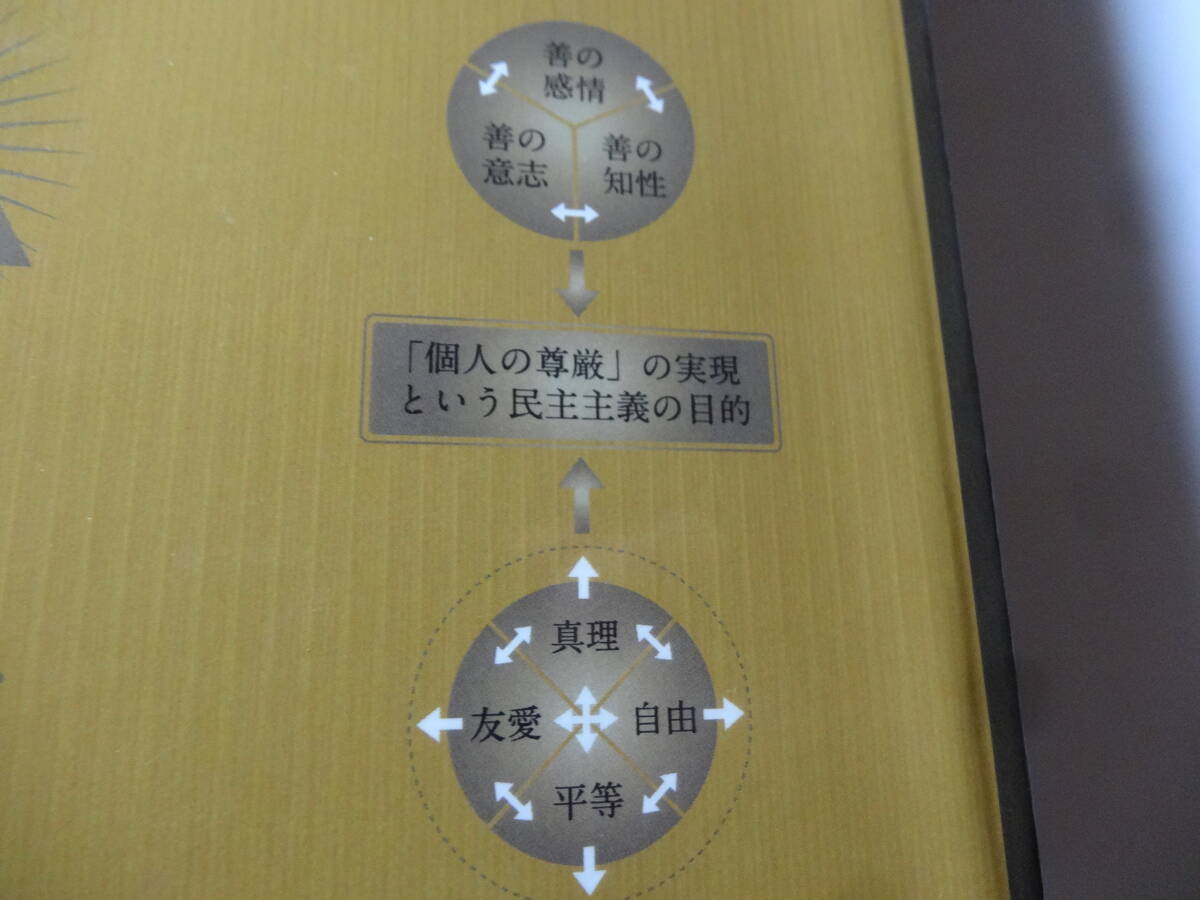 善の
感情
善の
意志
善の
知性
「個人の尊厳」の実現
という民主主義の目的
真理
友愛
自由
平等